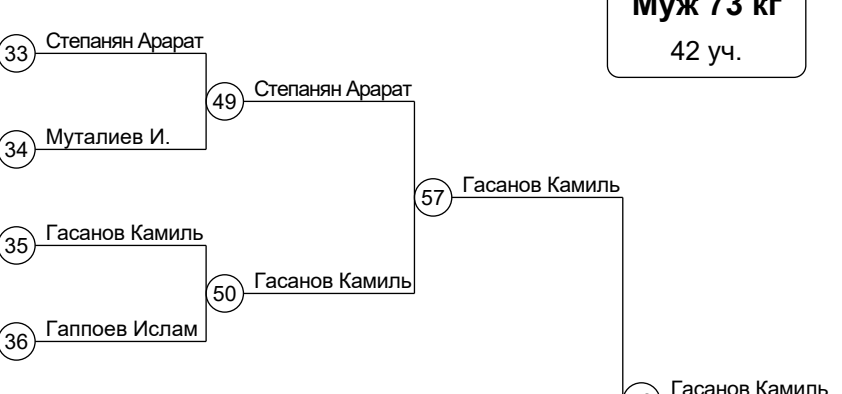 Муж 73 кг
42 уч.
33 Степанян Арарат
49 Степанян Арарат
34 Муталиев И.
57 Гасанов Камиль
35 Гасанов Камиль
50 Гасанов Камиль
36 Гаппоев Ислам
Гасанов Камиль